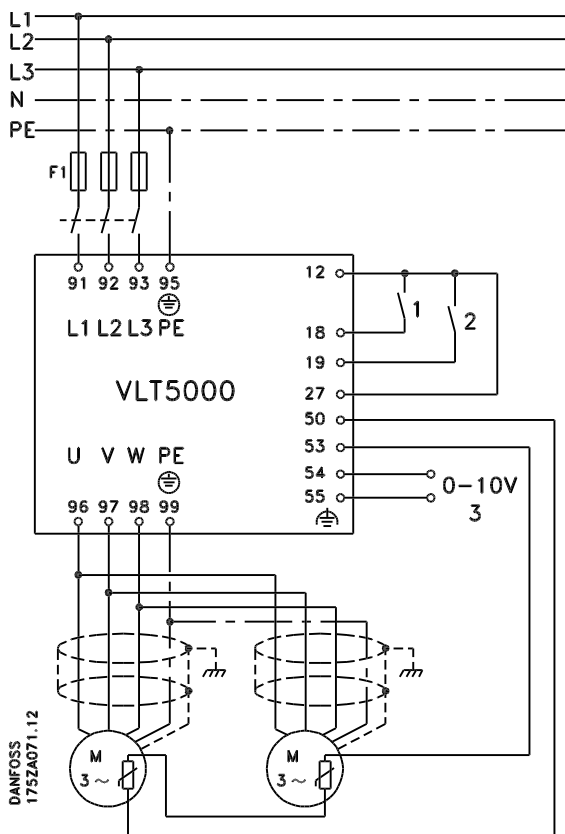 L1
L2
L3
N
PE
F1
91 92 93 95
12
L1 L2 L3 PE
18
1
2
19
VLT5000
27
50
U V W PE
53
54
0-10V
96 97 98 99
55
3
M
3 ~
M
3 ~
DANFOSS
175ZA071.12